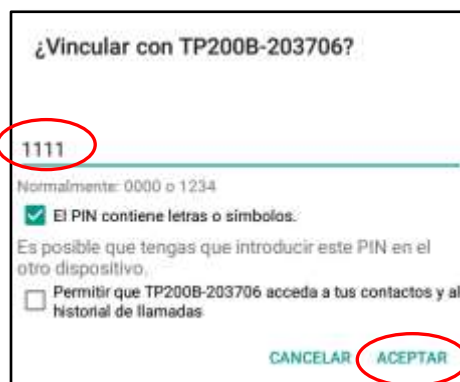 ¿Vincular con TP200B-203706?
1111
Normalmente: 0000 o 1234
El PIN contiene letras o símbolos.
Es posible que tengas que introducir este PIN en el
otro dispositivo.
Permitir que TP200B-203706 acceda a tus contactos y al
historial de llamadas
CANCELAR ACEPTAR